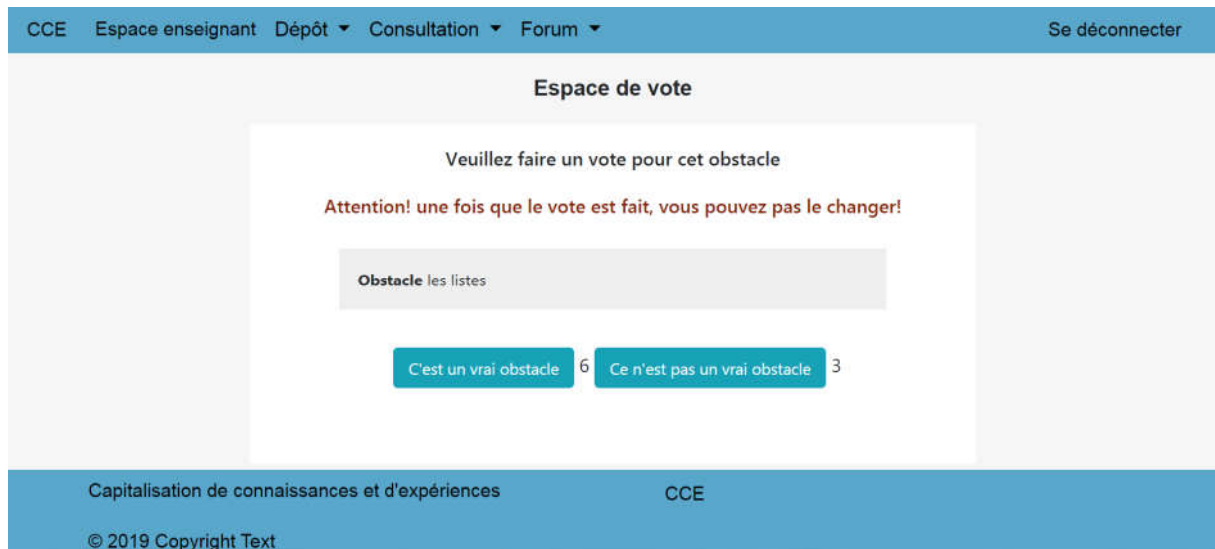 CCE Espace enseignant Dépôt Consultation Forum Se déconnecter
Espace de vote
Veuillez faire un vote pour cet obstacle
Attention! une fois que le vote est fait, vous pouvez pas le changer!
Obstacle les listes
C'est un vrai obstacle 6 Ce n'est pas un vrai obstacle 3
Capitalisation de connaissances et d'expériences CCE
© 2019 Copyright Text